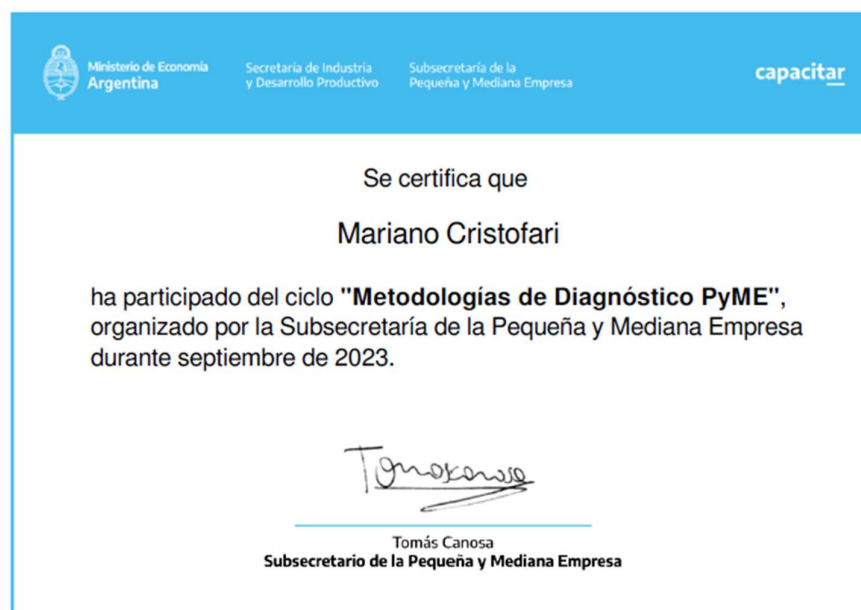 Ministerio de Economía
Argentina
Secretaría de Industria
y Desarrollo Productivo
Subsecretaría de la
Pequeña y Mediana Empresa
capacitar
Se certifica que
Mariano Cristofari
ha participado del ciclo "Metodologías de Diagnóstico PyME",
organizado por la Subsecretaría de la Pequeña y Mediana Empresa
durante septiembre de 2023.
Tomás Canosa
Subsecretario de la Pequeña y Mediana Empresa